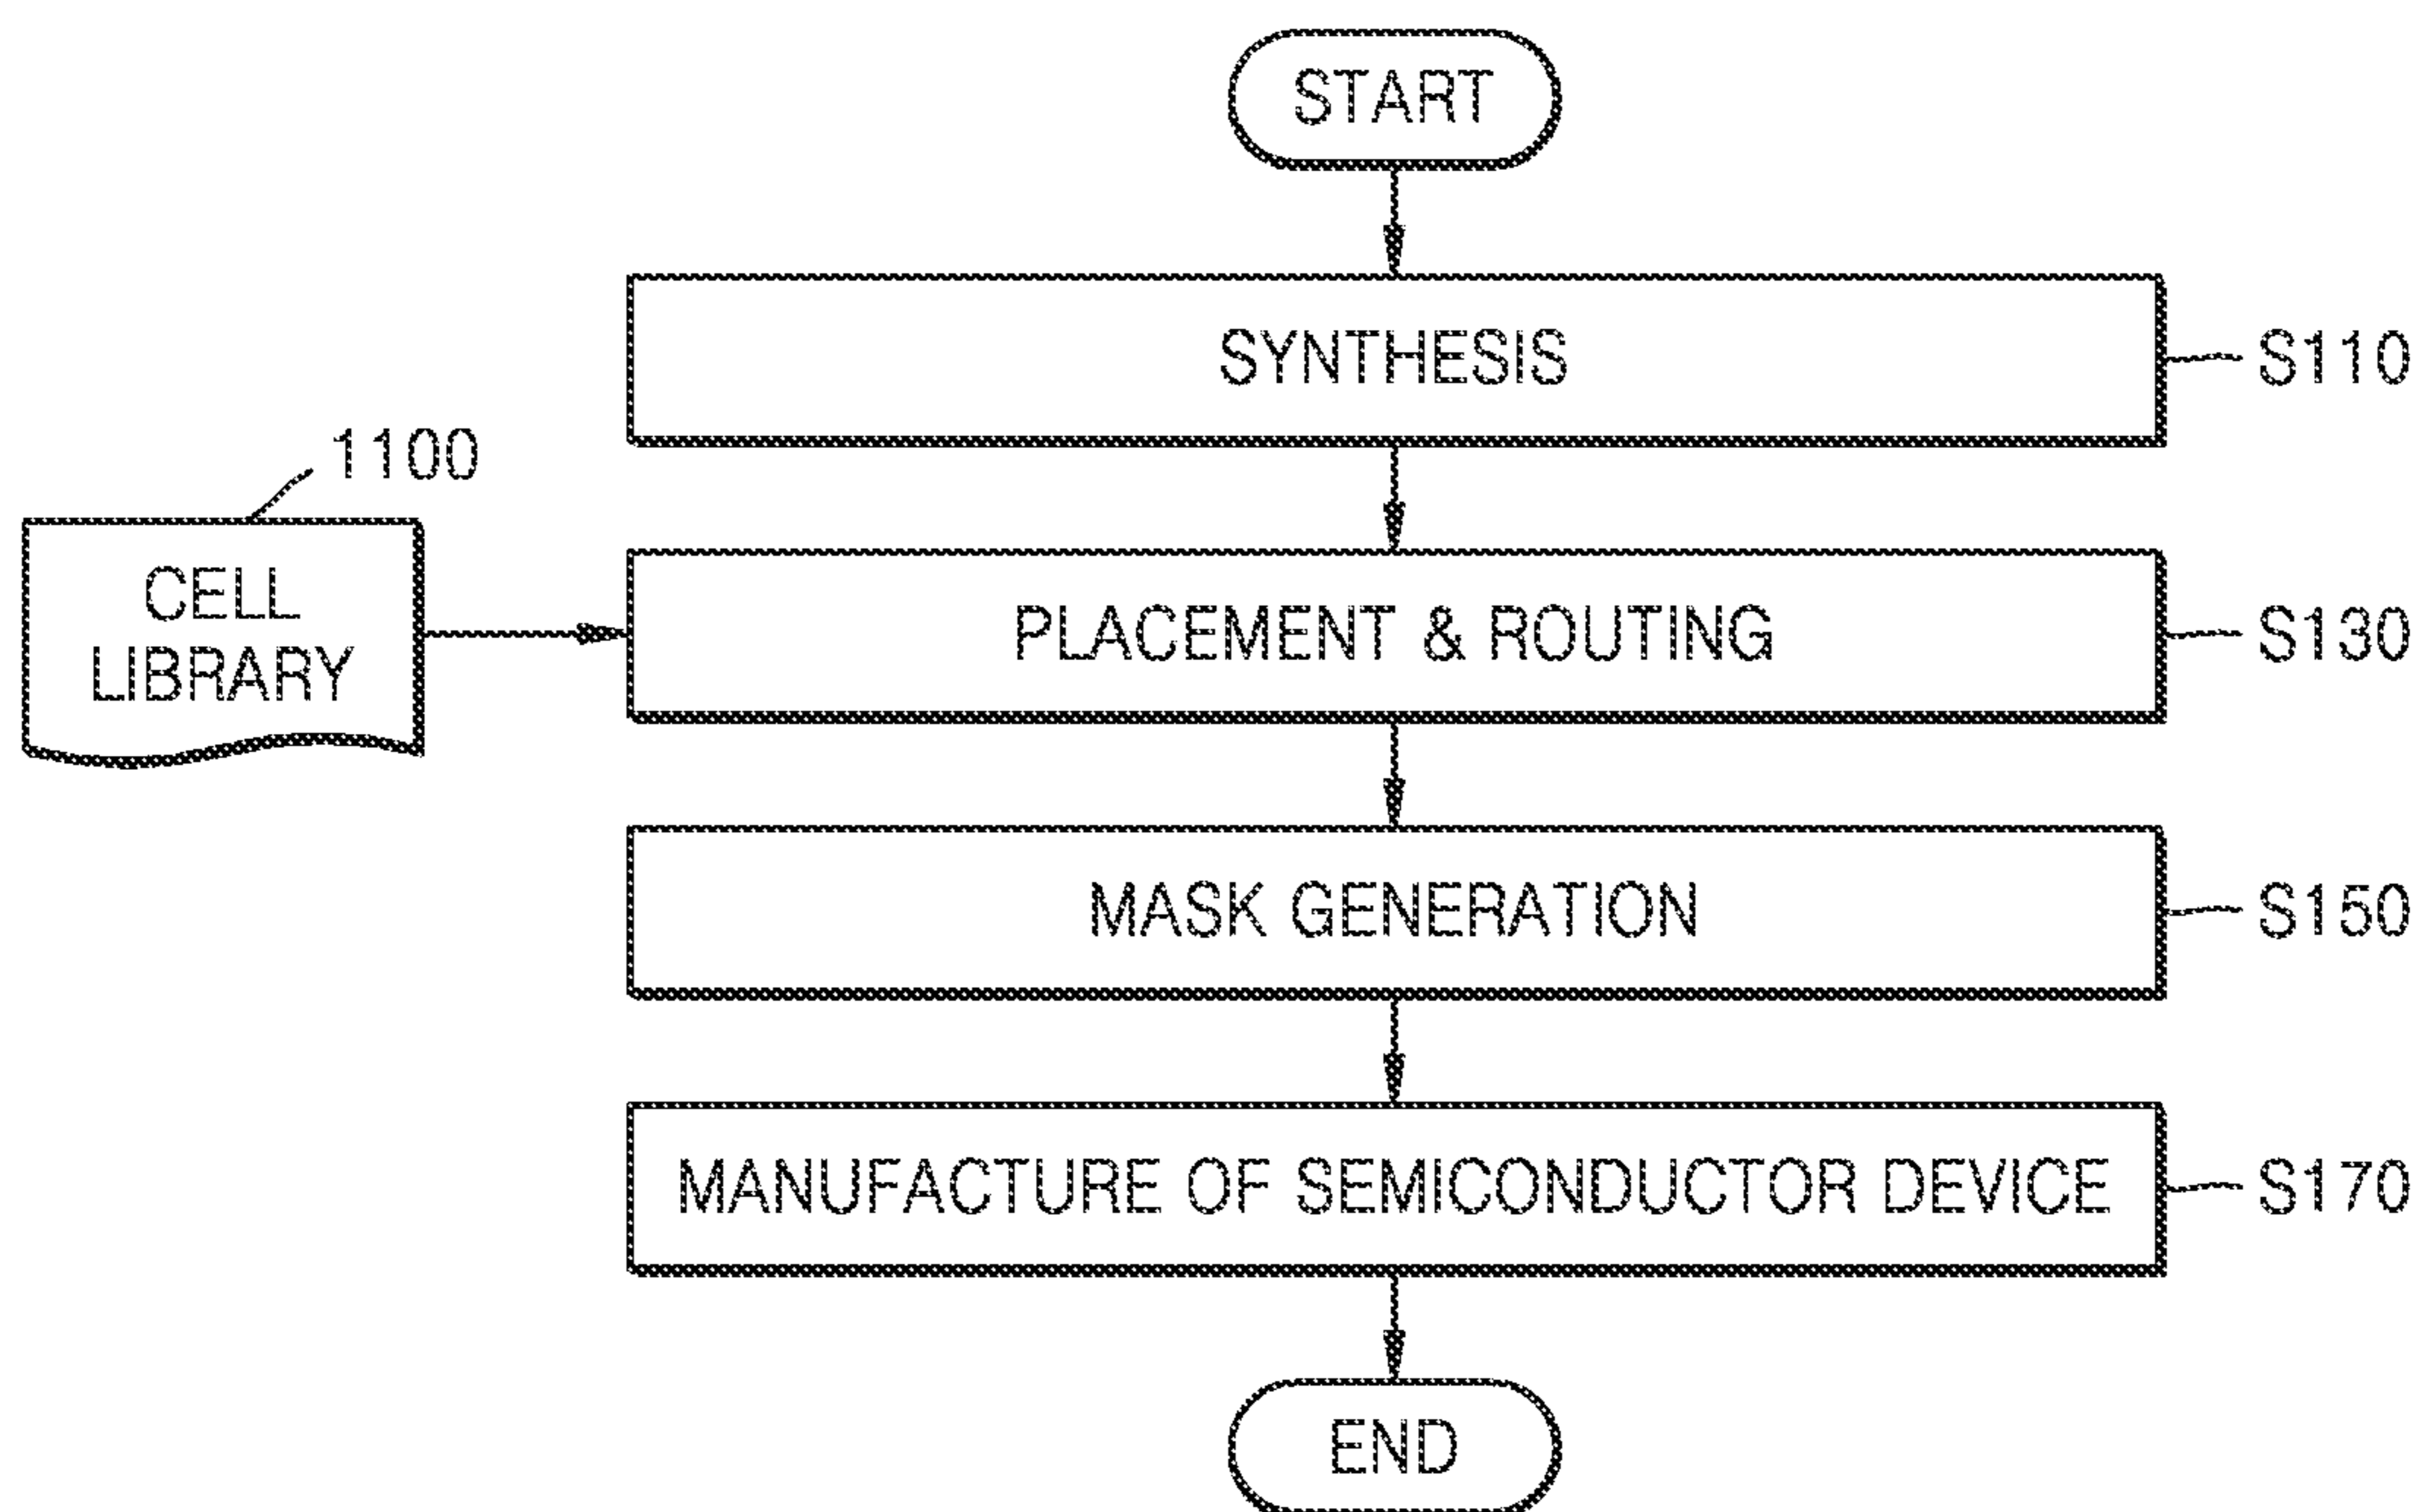 START
SYNTHESIS
S110
1100
CELL
LIBRARY
PLACEMENT & ROUTING
S130
MASK GENERATION
S150
MANUFACTURE OF SEMICONDUCTOR DEVICE
S170
END